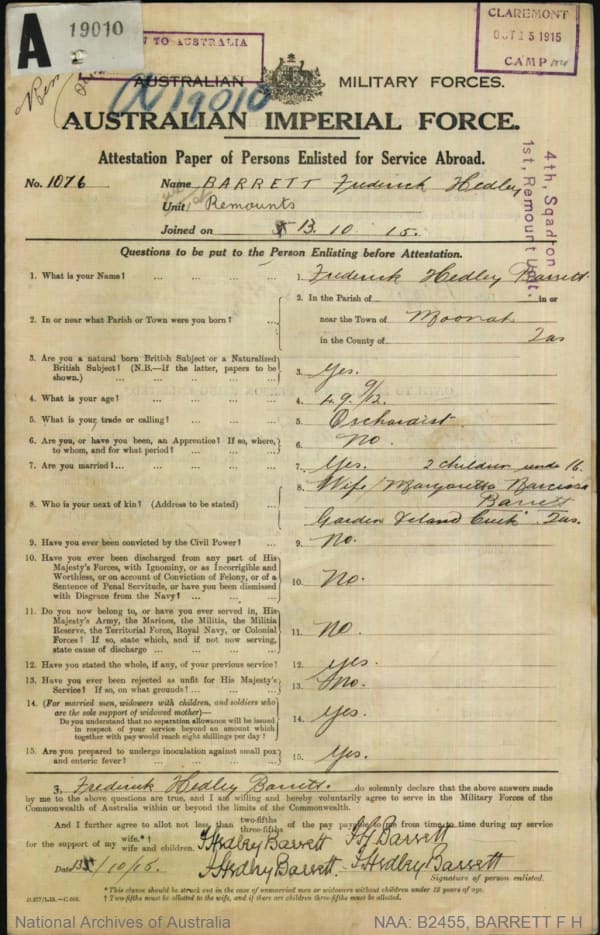 A 19010
TO AUSTRALIA
CLAREMONT
OCT 15 1915
CAMP
19010
AUSTRALIAN MILITARY FORCES.
AUSTRALIAN IMPERIAL FORCE.
Attestation Paper of Persons Enlisted for Service Abroad.
4th, Sqadron
1st, Remount Unit.
No. 1076 Name BARRETT Frederick Hedley
Unit Remounts
Joined on 13. 10 15.
Questions to be put to the Person Enlisting before Attestation.
1. What is your Name? ... ... ... ... 1. Frederick Hedley Barrett.
2. In or near what Parish or Town were you born? ... 2. In the Parish of in or
near the Town of Moonah
in the County of Tas
3. Are you a natural born British Subject or a Naturalized
British Subject? (N.B.—If the latter, papers to be
shown.) ... ... ... ... ... 3. Yes.
4. What is your age? ... ... ... ... 4. 49 9/12.
5. What is your trade or calling? ... ... ... 5. Orchardist.
6. Are you, or have you been, an Apprentice? If so, where,
to whom, and for what period? ... ... ... 6. No
7. Are you married? ... ... ... ... ... 7. Yes. 2 children under 16.
8. Who is your next of kin? (Address to be stated) ... 8. Wife Margaretta Barrett
Garden Island Creek Tas.
9. Have you ever been convicted by the Civil Power? ... 9. No.
10. Have you ever been discharged from any part of His
Majesty's Forces, with Ignominy, or as Incorrigible and
Worthless, or on account of Conviction of Felony, or of a
Sentence of Penal Servitude, or have you been dismissed
with Disgrace from the Navy? ... ... ... 10. No.
11. Do you now belong to, or have you ever served in, His
Majesty's Army, the Marines, the Militia, the Militia
Reserve, the Territorial Force, Royal Navy, or Colonial
Forces? If so, state which, and if not now serving,
state cause of discharge ... ... ... ... 11. No.
12. Have you stated the whole, if any, of your previous service? 12. yes.
13. Have you ever been rejected as unfit for His Majesty's
Service? If so, on what grounds? ... ... ... 13. No.
14. (For married men, widowers with children, and soldiers who
are the sole support of widowed mother)—
Do you understand that no separation allowance will be issued
in respect of your service beyond an amount which
together with pay would reach eight shillings per day? 14. Yes.
15. Are you prepared to undergo inoculation against small pox
and enteric fever? ... ... ... ... 15. Yes.
I, Frederick Hedley Barrett. do solemnly declare that the above answers made
by me to the above questions are true, and I am willing and hereby voluntarily agree to serve in the Military Forces of the
Commonwealth of Australia within or beyond the limits of the Commonwealth.
And I further agree to allot not less than two-fifths three-fifths of the pay payable to me from time to time during my service
for the support of my wife.*† wife and children. F Hedley Barrett F H Barrett
Date /10/15. F Hedley Barrett. F Hedley Barrett
Signature of person enlisted.
* This clause should be struck out in the case of unmarried men or widowers without children under 18 years of age.
† Two-fifths must be allotted to the wife, and if there are children three-fifths must be allotted.
National Archives of Australia NAA: B2455, BARRETT F H